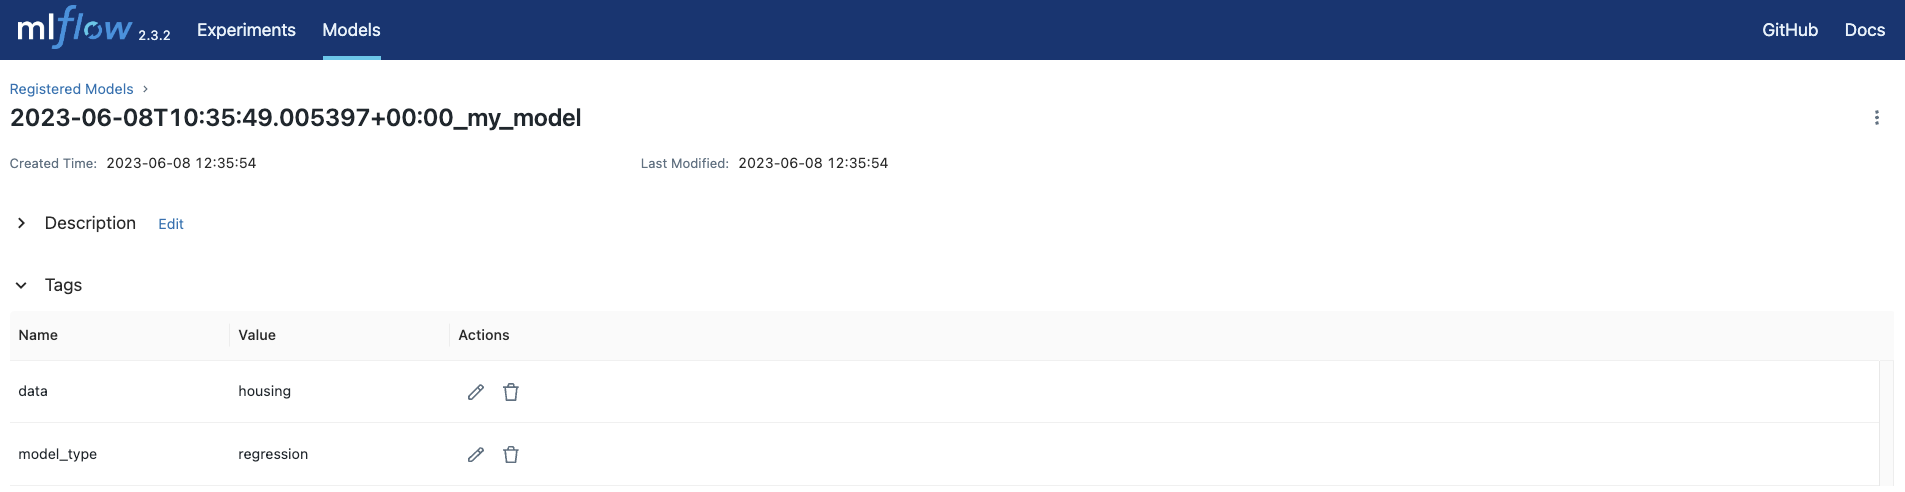 mlflow 2.3.2 Experiments Models GitHub Docs
Registered Models ›
2023-06-08T10:35:49.005397+00:00_my_model
Created Time: 2023-06-08 12:35:54 Last Modified: 2023-06-08 12:35:54
Description Edit
Tags
Name Value Actions
data housing
model_type regression